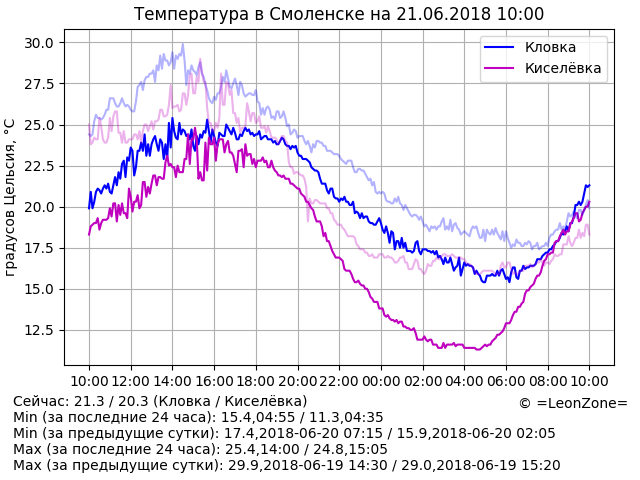 Температура в Смоленске на 21.06.2018 10:00
Кловка
Киселёвка
градусов Цельсия, °C
30.0
27.5
25.0
22.5
20.0
17.5
15.0
12.5
10:00 12:00 14:00 16:00 18:00 20:00 22:00 00:00 02:00 04:00 06:00 08:00 10:00
Сейчас: 21.3 / 20.3 (Кловка / Киселёвка)
© =LeonZone=
Min (за последние 24 часа): 15.4,04:55 / 11.3,04:35
Min (за предыдущие сутки): 17.4,2018-06-20 07:15 / 15.9,2018-06-20 02:05
Max (за последние 24 часа): 25.4,14:00 / 24.8,15:05
Max (за предыдущие сутки): 29.9,2018-06-19 14:30 / 29.0,2018-06-19 15:20